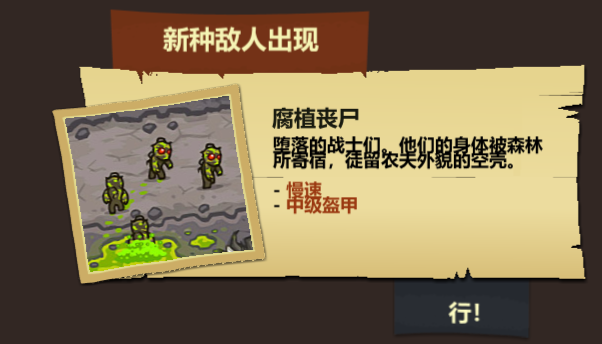 新种敌人出现
腐植丧尸
堕落的战士们。他们的身体被森林
所寄宿，徒留农夫外貌的空壳。
- 慢速
- 中级盔甲
行!